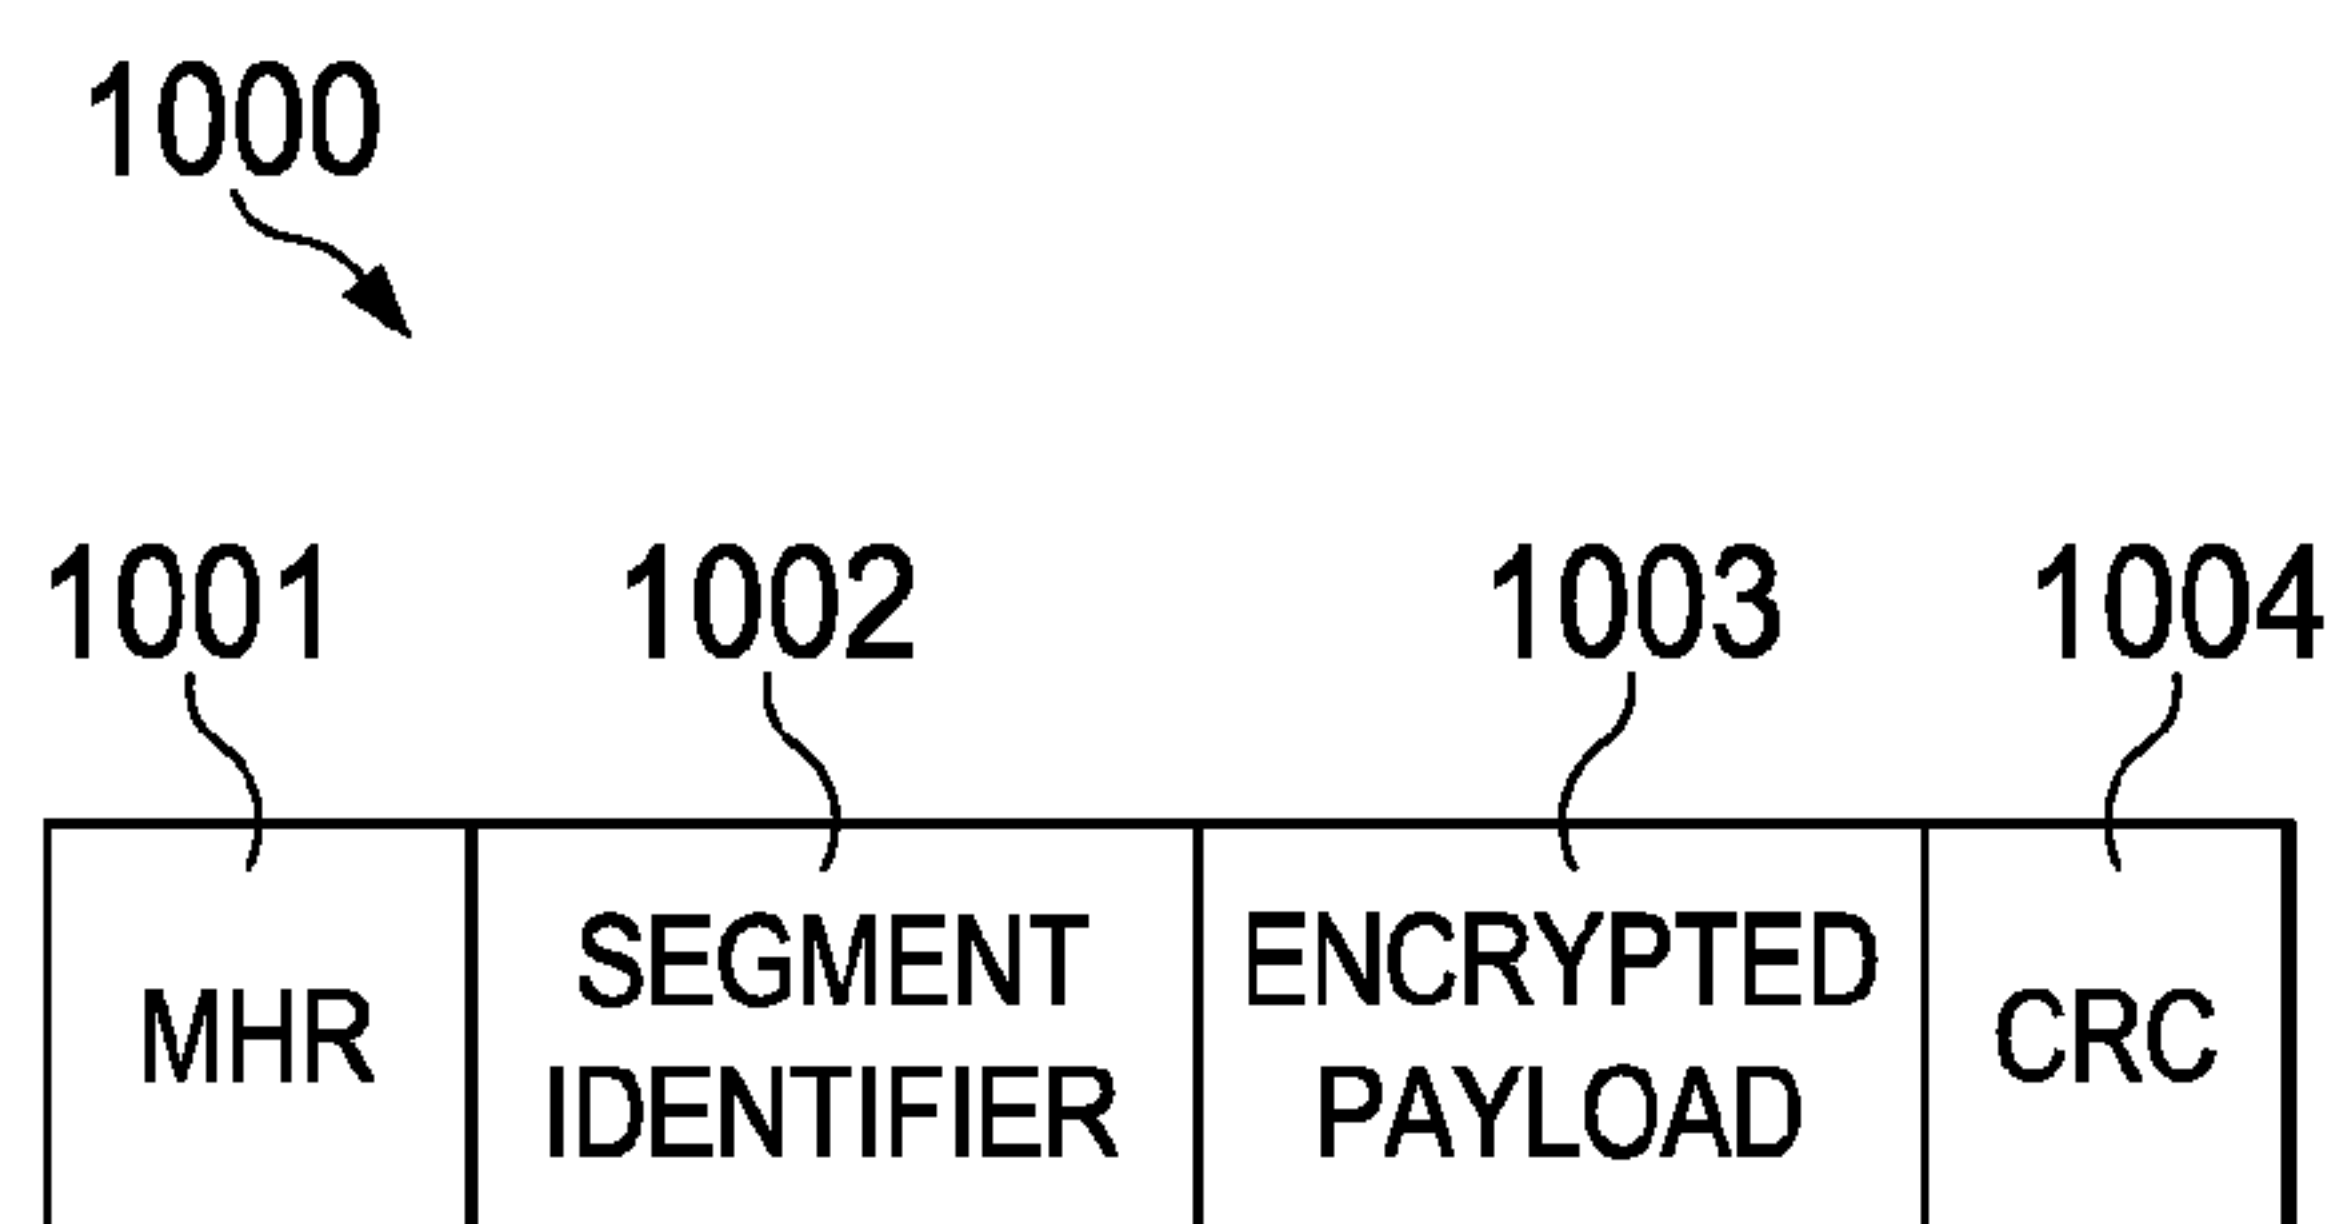 1000
1001 1002 1003 1004
MHR
SEGMENT
IDENTIFIER
ENCRYPTED
PAYLOAD
CRC